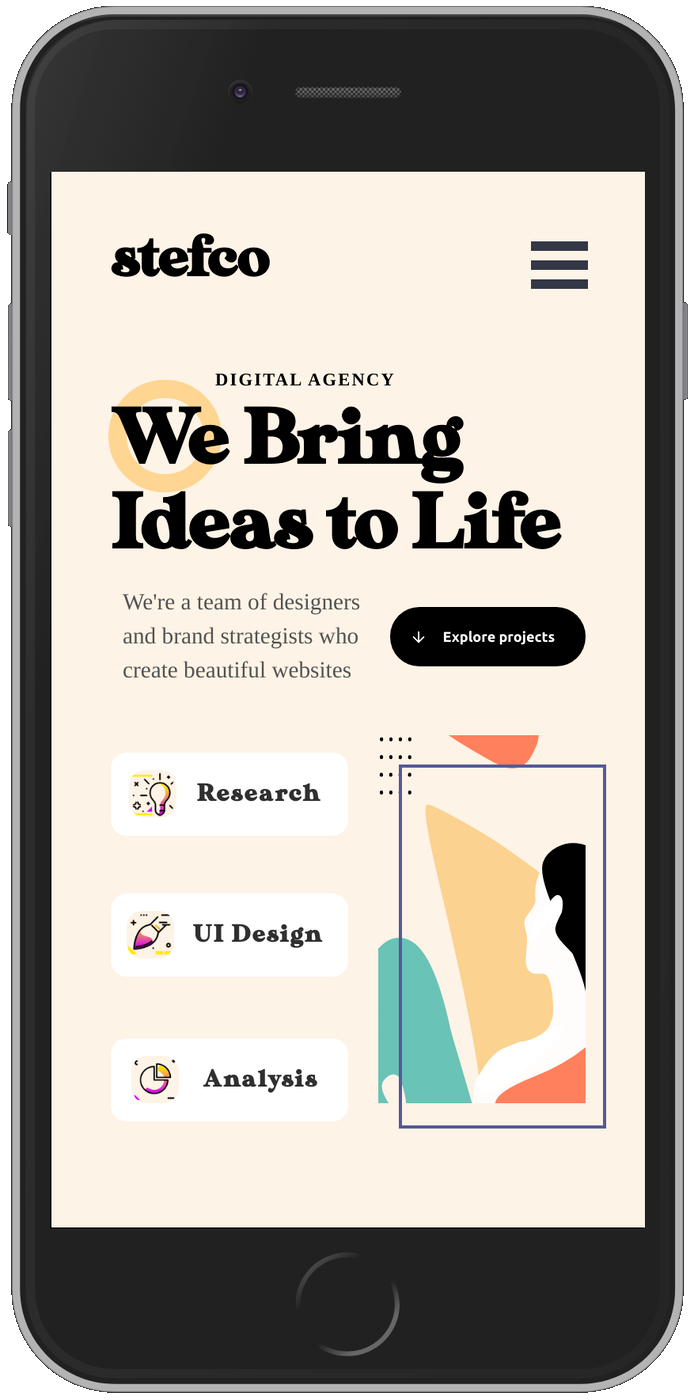 stefco
DIGITAL AGENCY
We Bring
Ideas to Life
We're a team of designers
and brand strategists who
create beautiful websites
Explore projects
Research
UI Design
Analysis